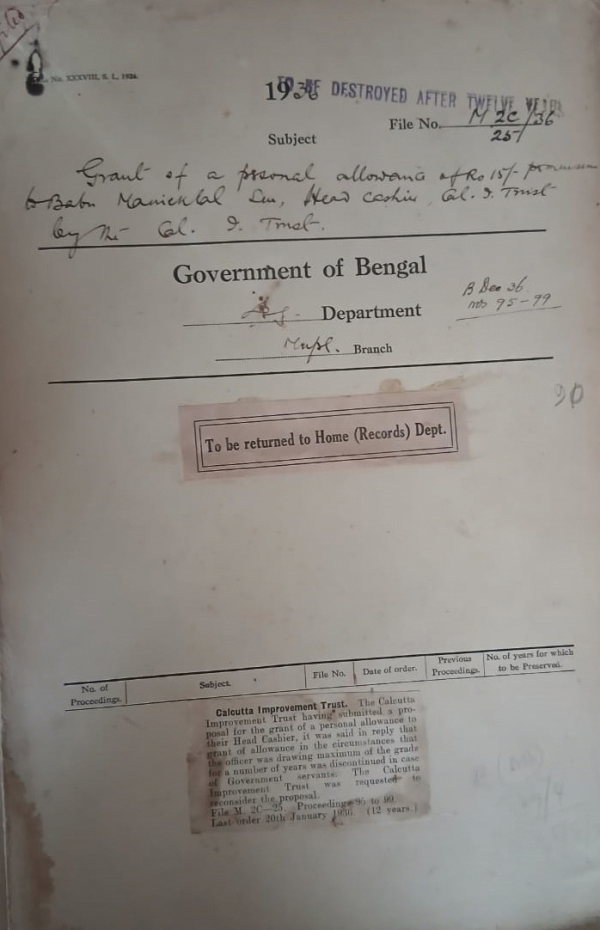 No. XXXVIII, S. I., 1926.
1936
TO BE DESTROYED AFTER TWELVE YEARS
File No. M 2C/36
25/
Subject
Grant of a personal allowance of Rs 15/-
to Babu Manicklal Sen, Head Cashier, Cal. I. Trust
by the Cal. I. Trust.
Government of Bengal
Department
B Dec 36.
nos 95-99
Mupl. Branch
90
To be returned to Home (Records) Dept.
No. of Proceedings.
Subject.
File No.
Date of order.
Previous Proceedings.
No. of years for which to be Preserved.
Calcutta Improvement Trust. The Calcutta
Improvement Trust having submitted a pro-
posal for the grant of a personal allowance to
their Head Cashier, it was said in reply that
grant of allowance in the circumstances that
the officer was drawing maximum of the grade
for a number of years was discontinued in case
of Government servants. The Calcutta
Improvement Trust was requested to
reconsider the proposal.
File M. 2C—25. Proceedings 95 to 99.
Last order 20th January 1936. (12 years.)